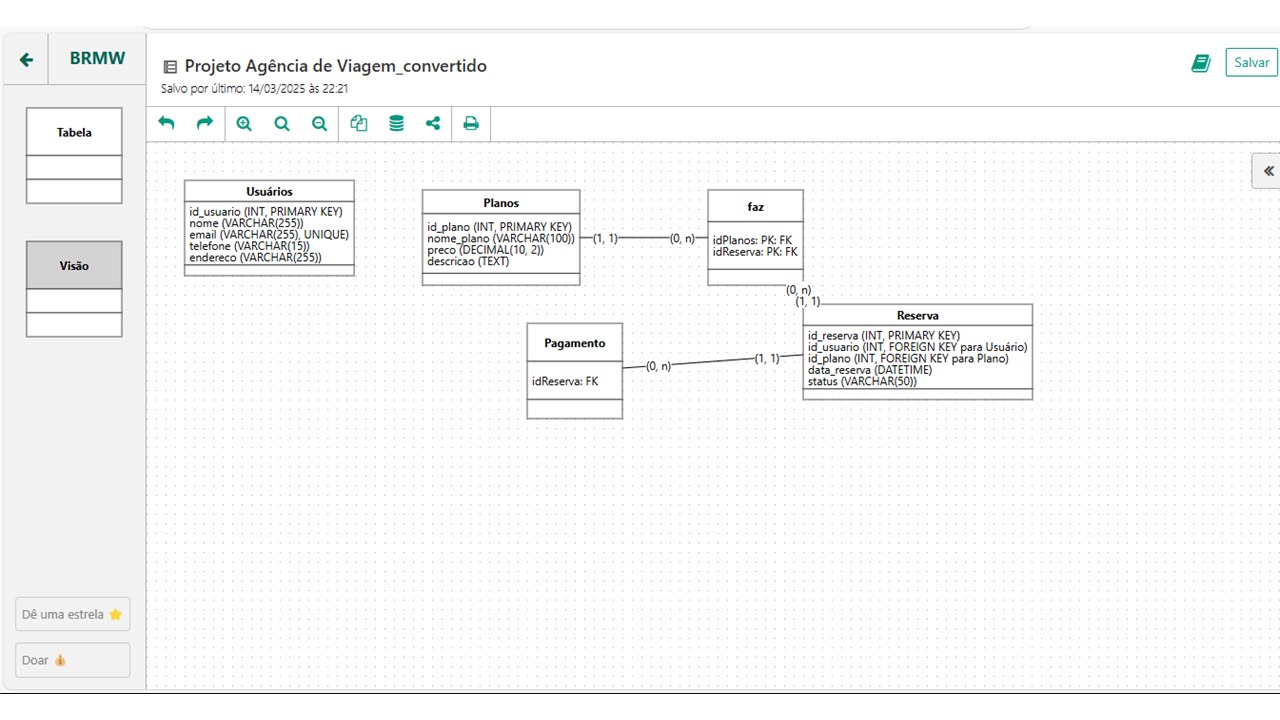 BRMW
Projeto Agência de Viagem_convertido
Salvo por último: 14/03/2025 às 22:21
Salvar
Tabela
Visão
Usuários
id_usuario (INT, PRIMARY KEY)
nome (VARCHAR(255))
email (VARCHAR(255), UNIQUE)
telefone (VARCHAR(15))
endereco (VARCHAR(255))
Planos
id_plano (INT, PRIMARY KEY)
nome_plano (VARCHAR(100))
preco (DECIMAL(10, 2))
descricao (TEXT)
(1, 1)
(0, n)
faz
idPlanos: PK: FK
idReserva: PK: FK
(0, n)
(1, 1)
Reserva
id_reserva (INT, PRIMARY KEY)
id_usuario (INT, FOREIGN KEY para Usuário)
id_plano (INT, FOREIGN KEY para Plano)
data_reserva (DATETIME)
status (VARCHAR(50))
Pagamento
idReserva: FK
(0, n)
(1, 1)
Dê uma estrela
Doar